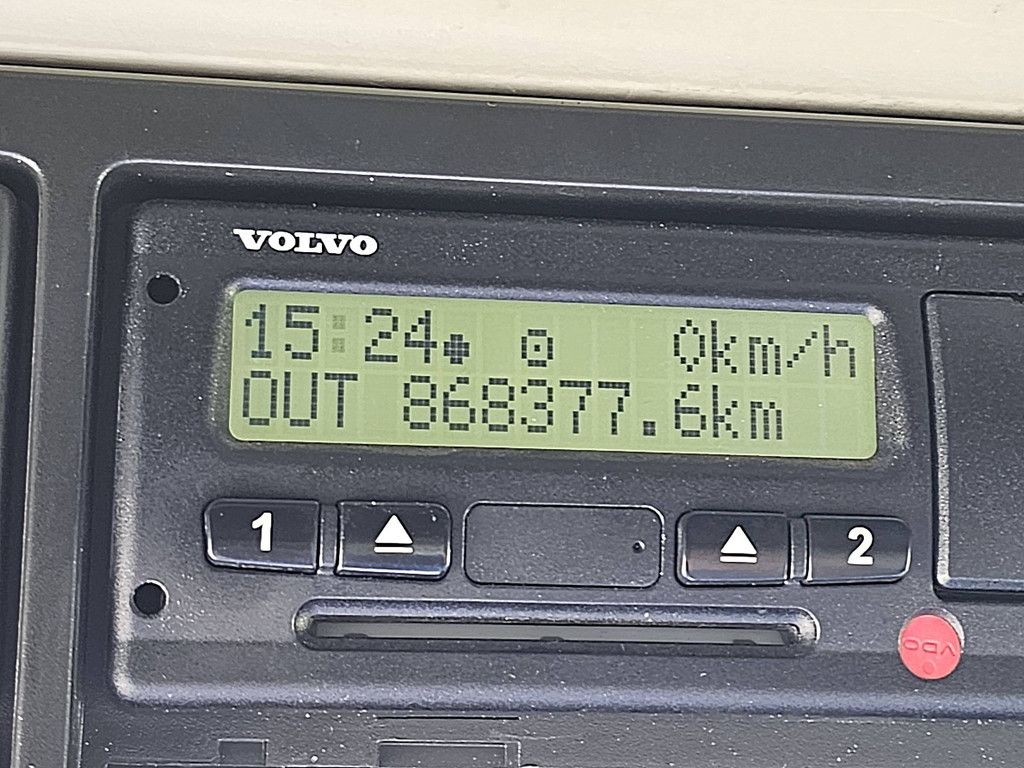 VOLVO
15:24● ⊙ 0km/h
OUT 868377.6km
1 2
VDO